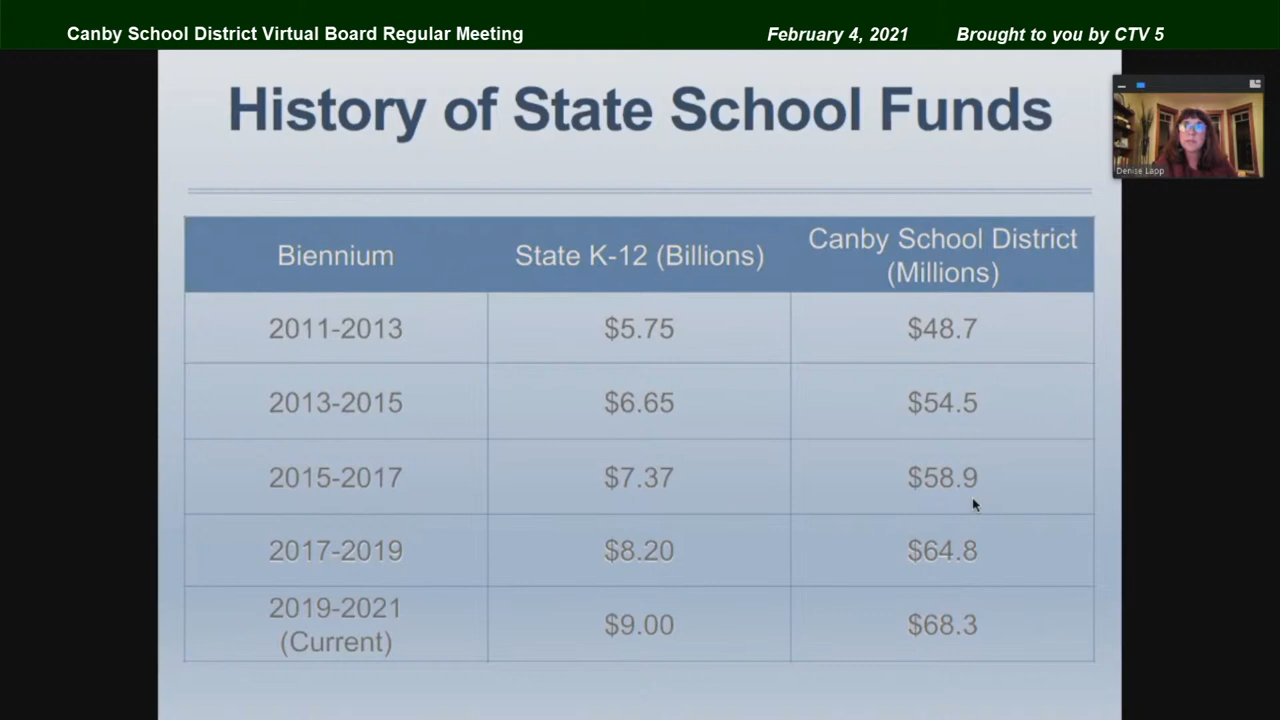 Canby School District Virtual Board Regular Meeting February 4, 2021 Brought to you by CTV 5
History of State School Funds
Denise Lapp
Biennium State K-12 (Billions) Canby School District (Millions)
2011-2013 $5.75 $48.7
2013-2015 $6.65 $54.5
2015-2017 $7.37 $58.9
2017-2019 $8.20 $64.8
2019-2021 (Current) $9.00 $68.3